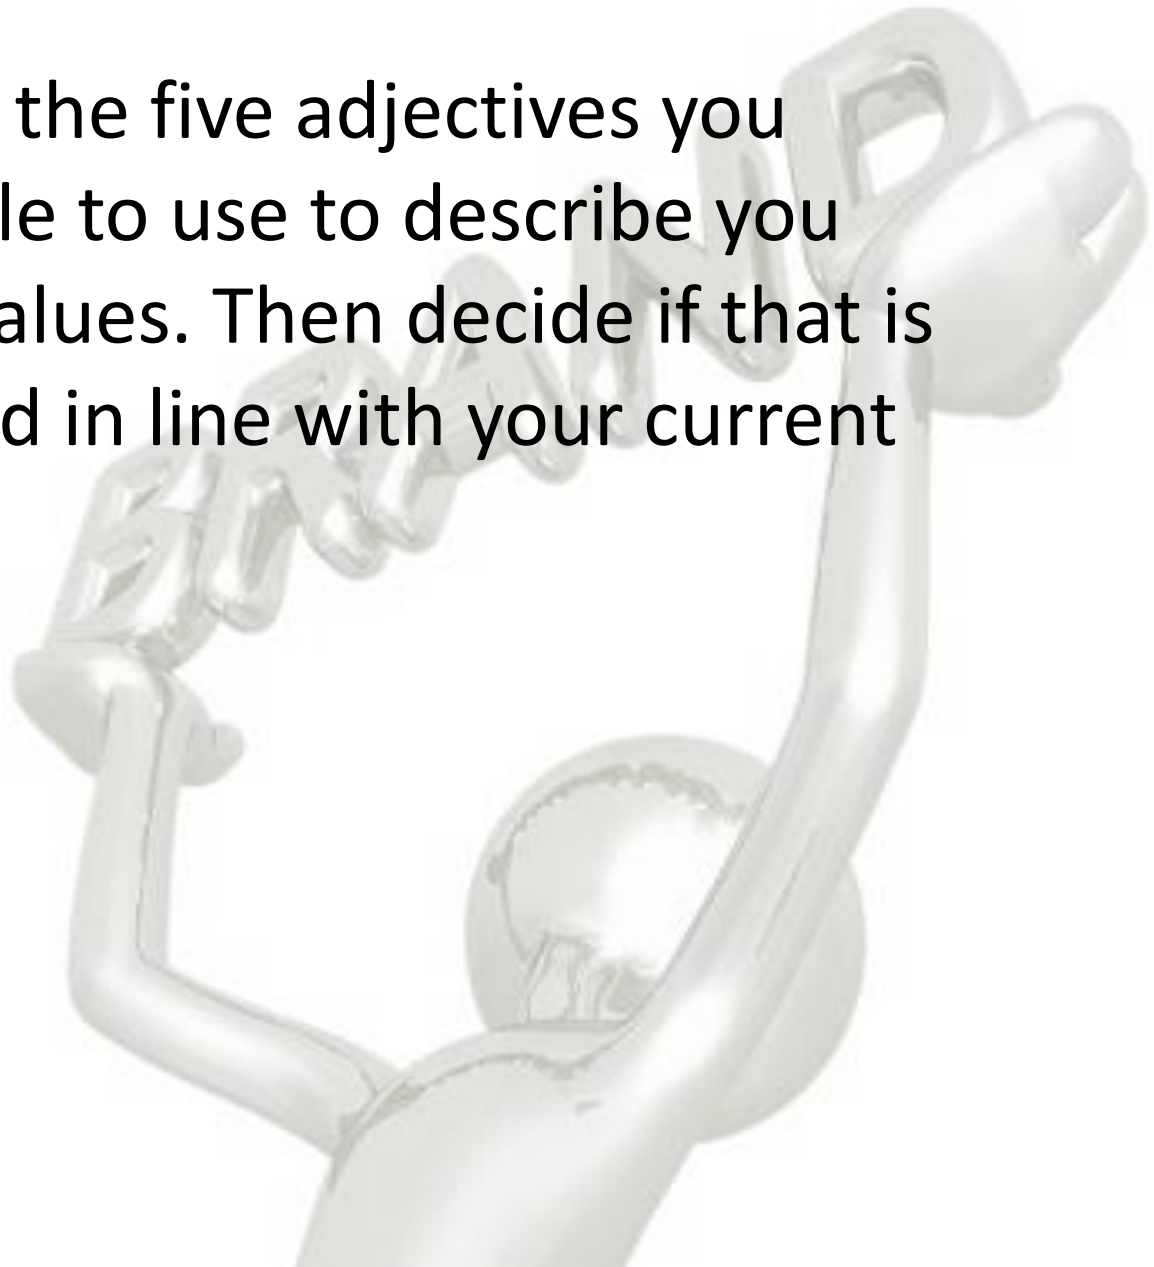 BRAND
the five adjectives you
le to use to describe you
alues. Then decide if that is
d in line with your current